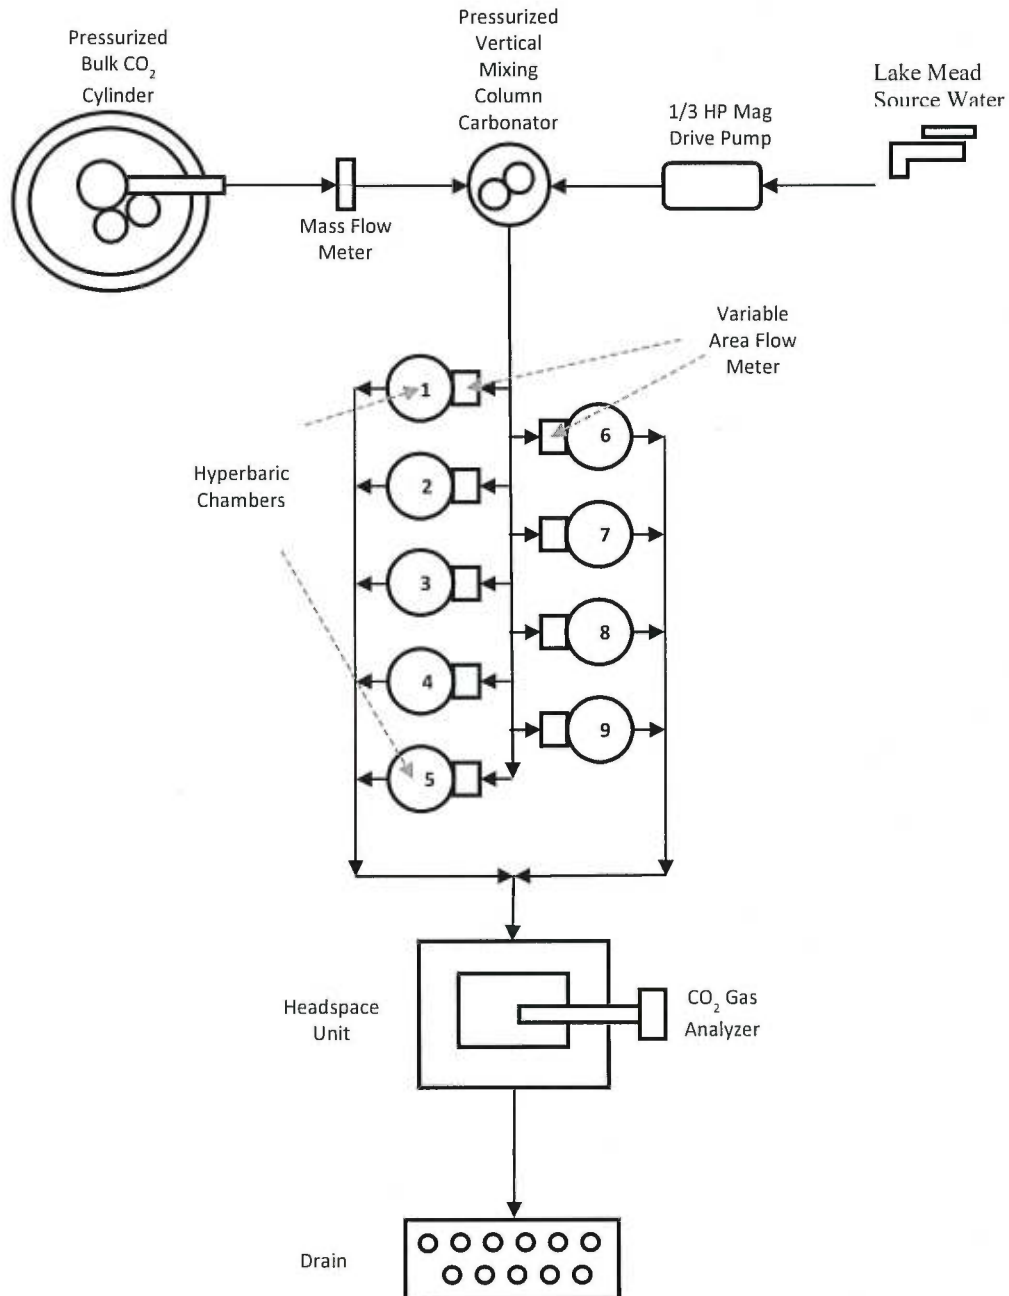 Pressurized
Bulk CO₂
Cylinder
Pressurized
Vertical
Mixing
Column
Carbonator
1/3 HP Mag
Drive Pump
Lake Mead
Source Water
Mass Flow
Meter
Variable
Area Flow
Meter
Hyperbaric
Chambers
1
2
3
4
5
6
7
8
9
Headspace
Unit
CO₂ Gas
Analyzer
Drain